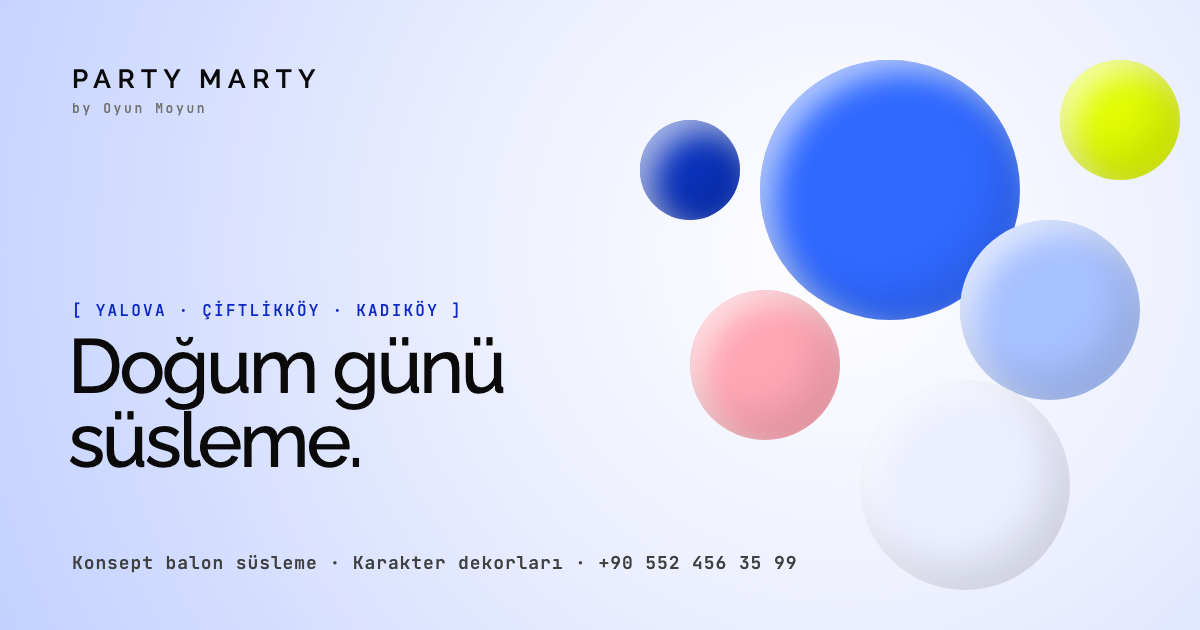 PARTY MARTY
by Oyun Moyun
[ YALOVA · ÇİFTLİKKÖY · KADIKÖY ]
Doğum günü
süsleme.
Konsept balon süsleme · Karakter dekorları · +90 552 456 35 99